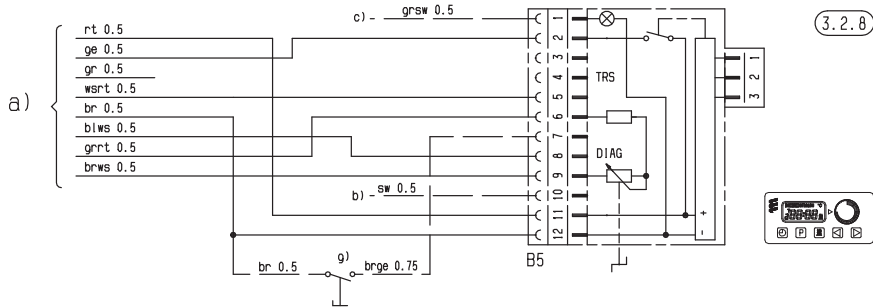 c) grsw 0.5
3.2.8
a)
rt 0.5
ge 0.5
gr 0.5
wsrt 0.5
br 0.5
blws 0.5
grrt 0.5
brws 0.5
b) sw 0.5
1
2
3
4
5
6
7
8
9
10
11
12
TRS
DIAG
+
-
1
2
3
B5
g)
br 0.5
brge 0.75
P